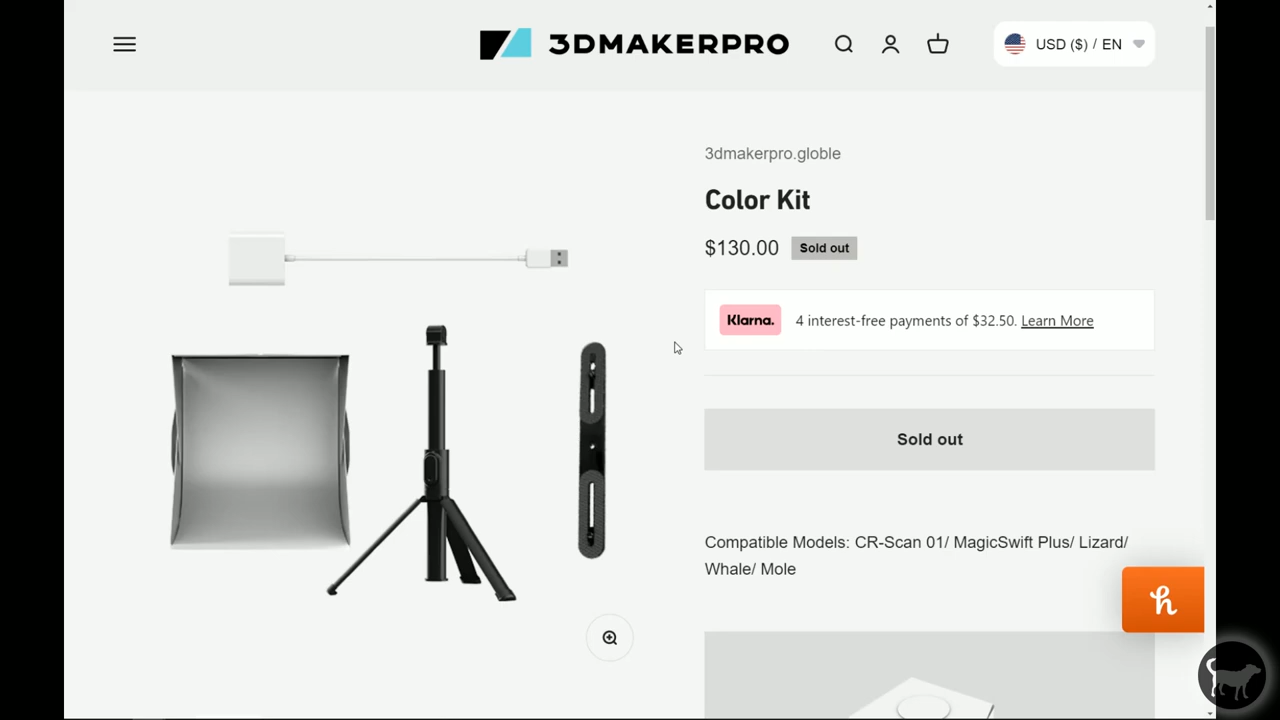 3DMAKERPRO
USD ($) / EN
3dmakerpro.globle
Color Kit
$130.00 Sold out
Klarna. 4 interest-free payments of $32.50. Learn More
Sold out
Compatible Models: CR-Scan 01/ MagicSwift Plus/ Lizard/
Whale/ Mole
h